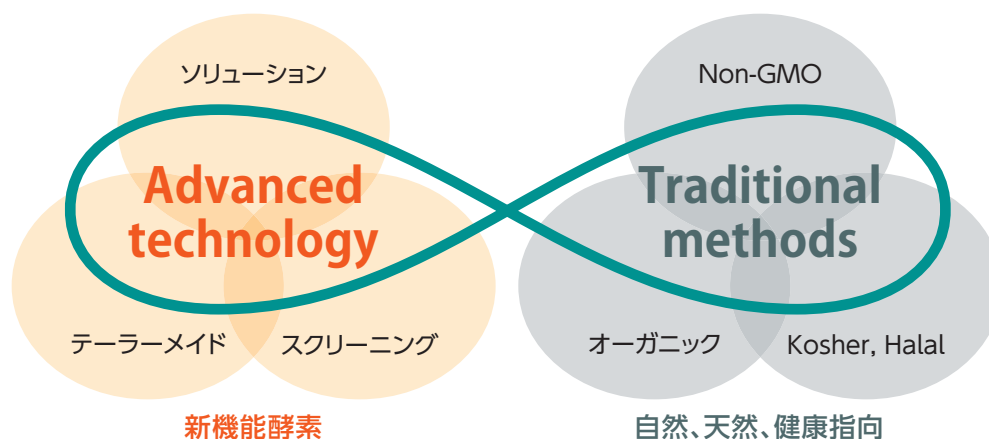 ソリューション
Advanced
technology
テーラーメイド
スクリーニング
新機能酵素
Non-GMO
Traditional
methods
オーガニック
Kosher, Halal
自然、天然、健康指向